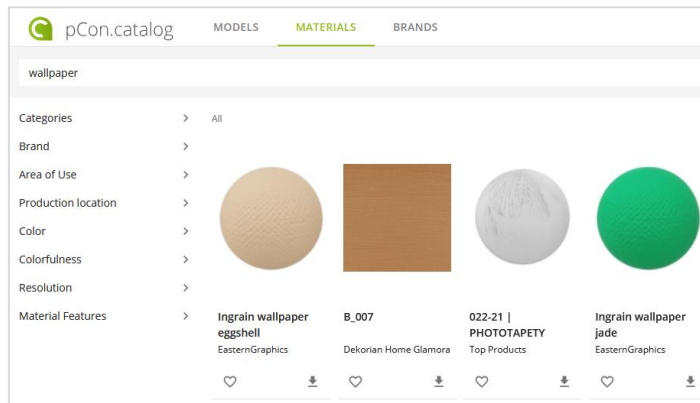 pCon.catalog MODELS MATERIALS BRANDS
wallpaper
Categories
Brand
Area of Use
Production location
Color
Colorfulness
Resolution
Material Features
All
Ingrain wallpaper
eggshell
EasternGraphics
B_007
Dekorian Home Glamora
022-21 |
PHOTOTAPETY
Top Products
Ingrain wallpaper
jade
EasternGraphics